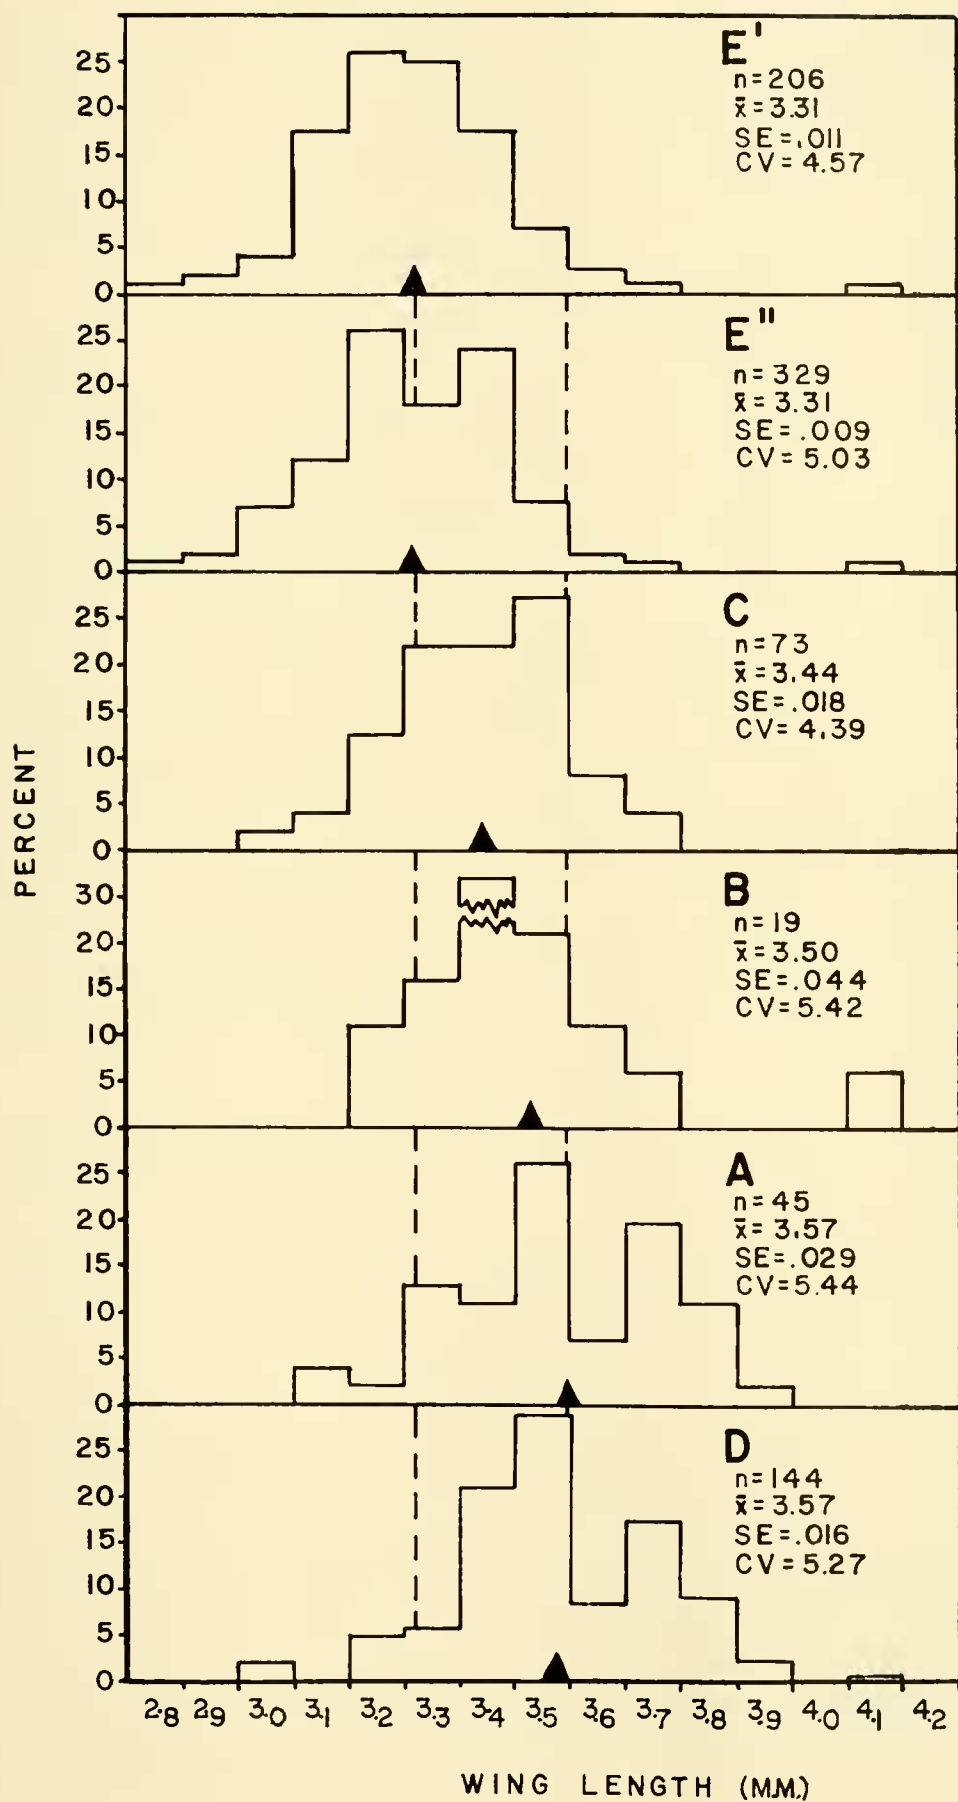 PERCENT
25
20
15
10
5
0
E'
n=206
x̄=3.31
SE=.011
CV=4.57
25
20
15
10
5
0
E"
n=329
x̄=3.31
SE=.009
CV=5.03
25
20
15
10
5
0
C
n=73
x̄=3.44
SE=.018
CV=4.39
30
20
15
10
5
0
B
n=19
x̄=3.50
SE=.044
CV=5.42
25
20
15
10
5
0
A
n=45
x̄=3.57
SE=.029
CV=5.44
25
20
15
10
5
0
D
n=144
x̄=3.57
SE=.016
CV=5.27
2.8 2.9 3.0 3.1 3.2 3.3 3.4 3.5 3.6 3.7 3.8 3.9 4.0 4.1 4.2
WING LENGTH (M.M.)